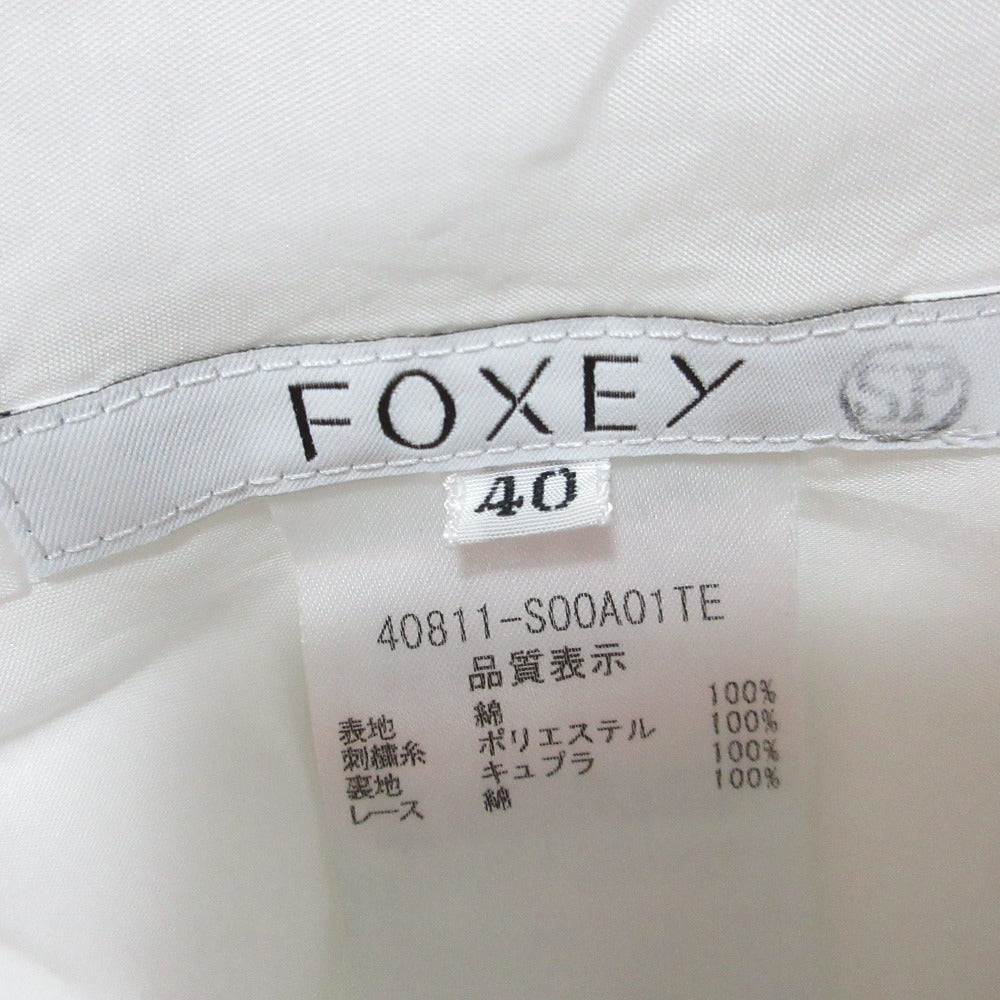 FOXEY SP
40
40811-S00A01TE
品質表示
表地 綿 100%
刺繍糸 ポリエステル 100%
裏地 キュプラ 100%
レース 綿 100%